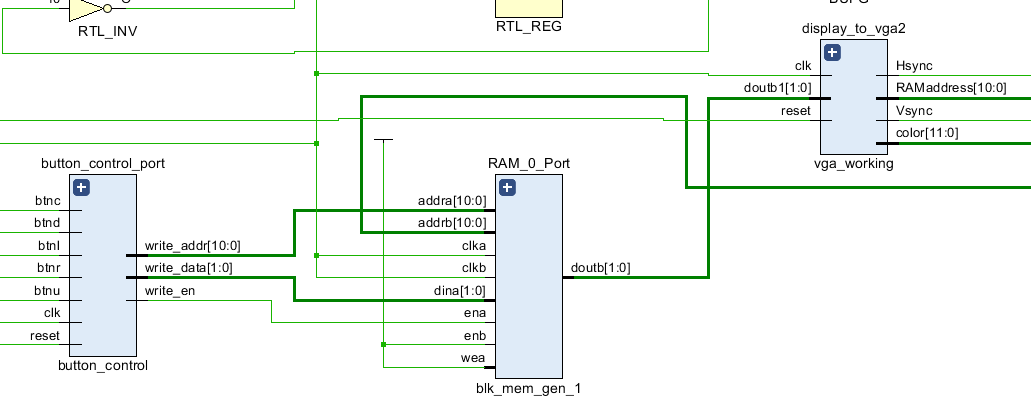 RTL_INV
RTL_REG
display_to_vga2
clk
doutb1[1:0]
reset
Hsync
RAMaddress[10:0]
Vsync
color[11:0]
vga_working
button_control_port
btnc
btnd
btnl
btnr
btnu
clk
reset
write_addr[10:0]
write_data[1:0]
write_en
button_control
RAM_0_Port
addra[10:0]
addrb[10:0]
clka
clkb
dina[1:0]
ena
enb
wea
doutb[1:0]
blk_mem_gen_1